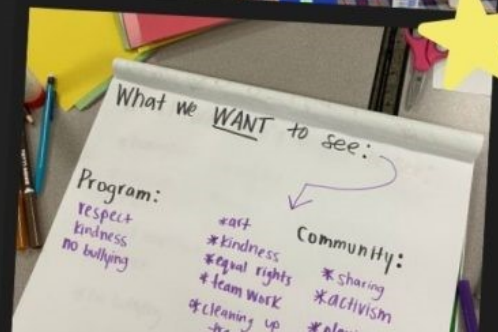 What we WANT to see:
Program:
respect
kindness
no bullying
*art
*kindness
*equal rights
*team work
*cleaning up
Community:
*sharing
*activism